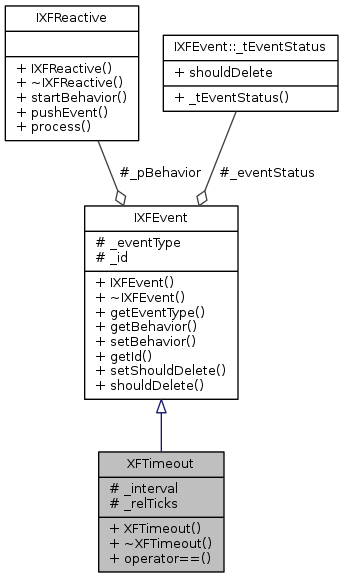 IXFReactive
+ IXFReactive()
+ ~IXFReactive()
+ startBehavior()
+ pushEvent()
+ process()
IXFEvent::_tEventStatus
+ shouldDelete
+ _tEventStatus()
#_pBehavior
#_eventStatus
IXFEvent
# _eventType
# _id
+ IXFEvent()
+ ~IXFEvent()
+ getEventType()
+ getBehavior()
+ setBehavior()
+ getId()
+ setShouldDelete()
+ shouldDelete()
XFTimeout
# _interval
# _relTicks
+ XFTimeout()
+ ~XFTimeout()
+ operator==()